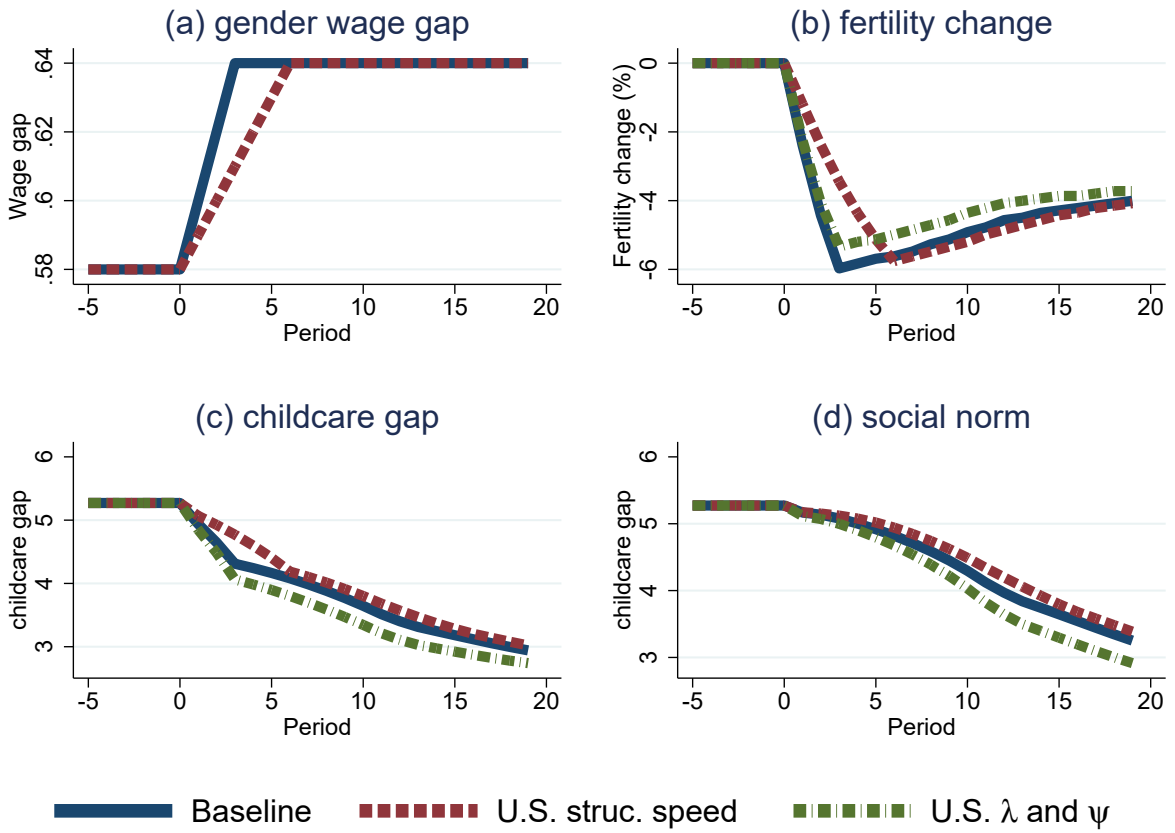 (a) gender wage gap
Wage gap
.58 .6 .62 .64
-5 0 5 10 15 20
Period
(b) fertility change
Fertility change (%)
-6 -4 -2 0
-5 0 5 10 15 20
Period
(c) childcare gap
childcare gap
3 4 5 6
-5 0 5 10 15 20
Period
(d) social norm
childcare gap
3 4 5 6
-5 0 5 10 15 20
Period
Baseline U.S. struc. speed U.S. λ and ψ